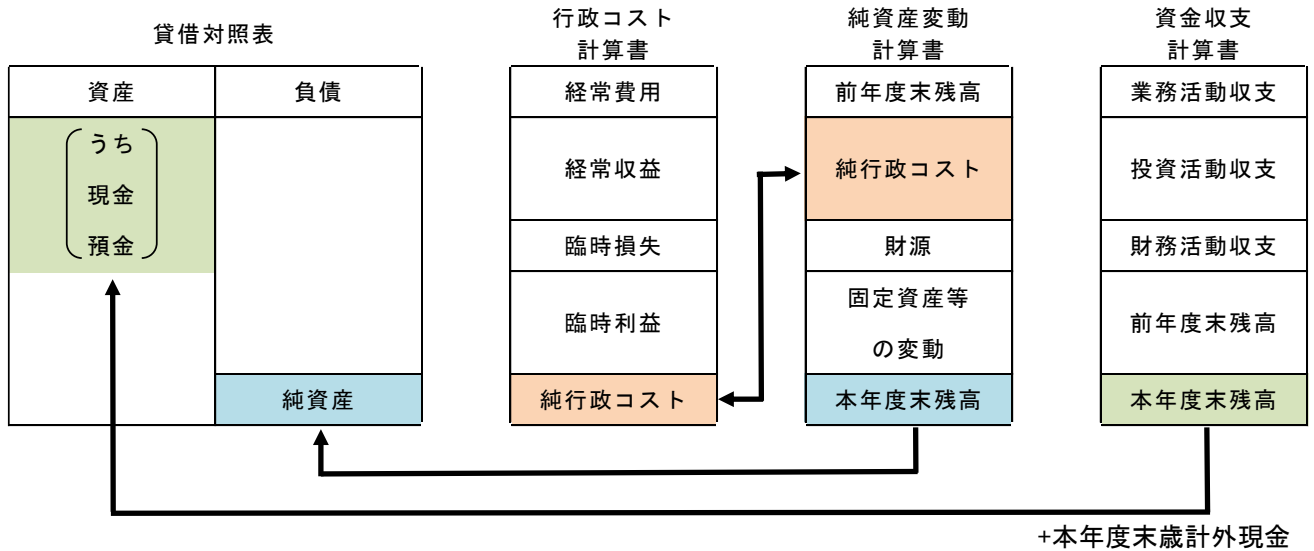 貸借対照表
資産
負債
うち
現金
預金
純資産
行政コスト
計算書
経常費用
経常収益
臨時損失
臨時利益
純行政コスト
純資産変動
計算書
前年度末残高
純行政コスト
財源
固定資産等
の変動
本年度末残高
資金収支
計算書
業務活動収支
投資活動収支
財務活動収支
前年度末残高
本年度末残高
+本年度末歳計外現金